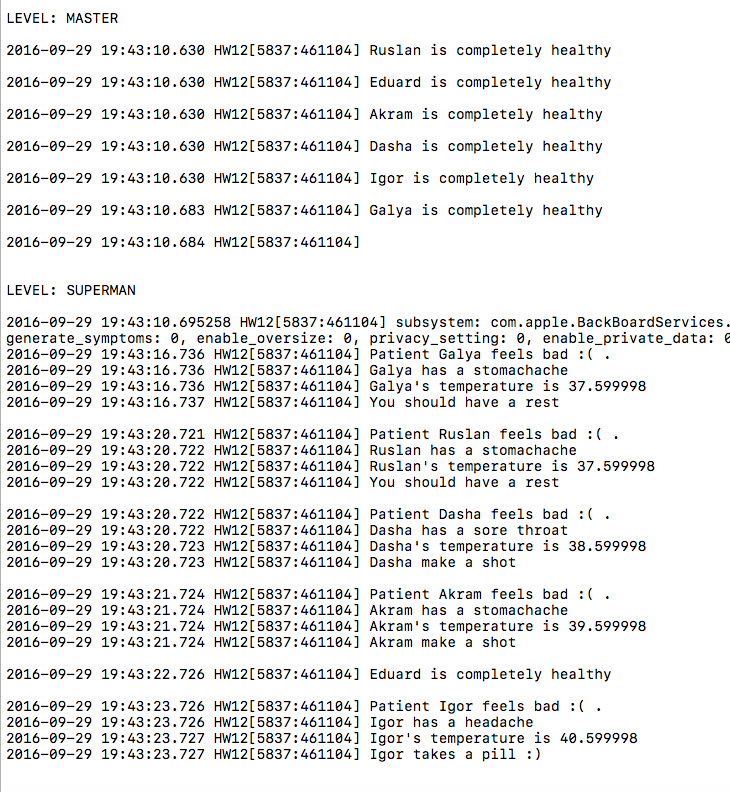 LEVEL: MASTER
2016-09-29 19:43:10.630 HW12[5837:461104] Ruslan is completely healthy
2016-09-29 19:43:10.630 HW12[5837:461104] Eduard is completely healthy
2016-09-29 19:43:10.630 HW12[5837:461104] Akram is completely healthy
2016-09-29 19:43:10.630 HW12[5837:461104] Dasha is completely healthy
2016-09-29 19:43:10.630 HW12[5837:461104] Igor is completely healthy
2016-09-29 19:43:10.683 HW12[5837:461104] Galya is completely healthy
2016-09-29 19:43:10.684 HW12[5837:461104]
LEVEL: SUPERMAN
2016-09-29 19:43:10.695258 HW12[5837:461104] subsystem: com.apple.BackBoardServices.
generate_symptoms: 0, enable_oversize: 0, privacy_setting: 0, enable_private_data: 0
2016-09-29 19:43:16.736 HW12[5837:461104] Patient Galya feels bad :( .
2016-09-29 19:43:16.736 HW12[5837:461104] Galya has a stomachache
2016-09-29 19:43:16.736 HW12[5837:461104] Galya's temperature is 37.599998
2016-09-29 19:43:16.737 HW12[5837:461104] You should have a rest
2016-09-29 19:43:20.721 HW12[5837:461104] Patient Ruslan feels bad :( .
2016-09-29 19:43:20.722 HW12[5837:461104] Ruslan has a stomachache
2016-09-29 19:43:20.722 HW12[5837:461104] Ruslan's temperature is 37.599998
2016-09-29 19:43:20.722 HW12[5837:461104] You should have a rest
2016-09-29 19:43:20.722 HW12[5837:461104] Patient Dasha feels bad :( .
2016-09-29 19:43:20.722 HW12[5837:461104] Dasha has a sore throat
2016-09-29 19:43:20.723 HW12[5837:461104] Dasha's temperature is 38.599998
2016-09-29 19:43:20.723 HW12[5837:461104] Dasha make a shot
2016-09-29 19:43:21.724 HW12[5837:461104] Patient Akram feels bad :( .
2016-09-29 19:43:21.724 HW12[5837:461104] Akram has a stomachache
2016-09-29 19:43:21.724 HW12[5837:461104] Akram's temperature is 39.599998
2016-09-29 19:43:21.724 HW12[5837:461104] Akram make a shot
2016-09-29 19:43:22.726 HW12[5837:461104] Eduard is completely healthy
2016-09-29 19:43:23.726 HW12[5837:461104] Patient Igor feels bad :( .
2016-09-29 19:43:23.726 HW12[5837:461104] Igor has a headache
2016-09-29 19:43:23.727 HW12[5837:461104] Igor's temperature is 40.599998
2016-09-29 19:43:23.727 HW12[5837:461104] Igor takes a pill :)